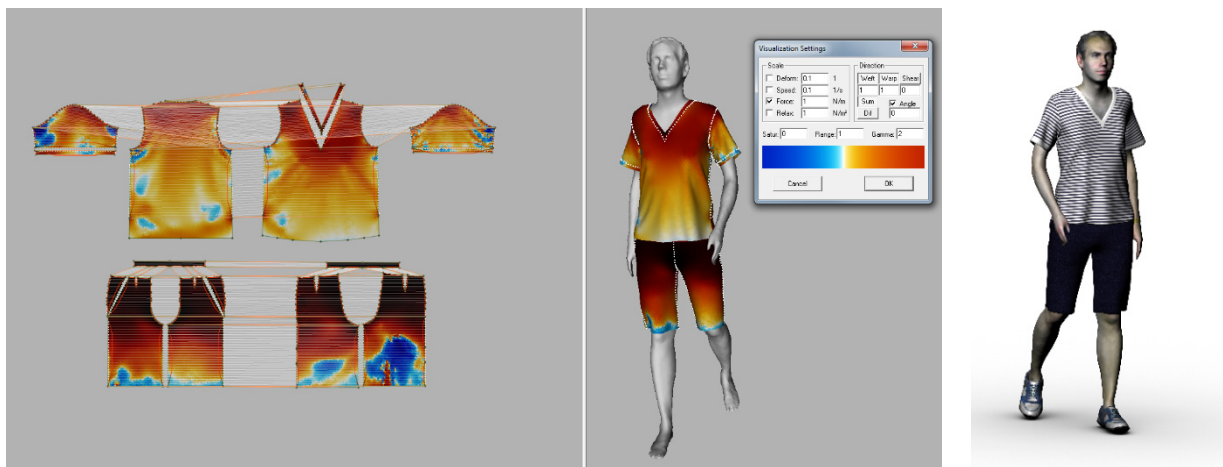 Visualization Settings
Scale
Deform: 0.1 1
Speed: 0.1 1/s
Force: 1 N/m
Relax: 1 N/m²
Direction
Weft Warp Shear
1 1 0
Sum Angle
Dif 0
Satur: 0 Range: 1 Gamma: 2
Cancel OK